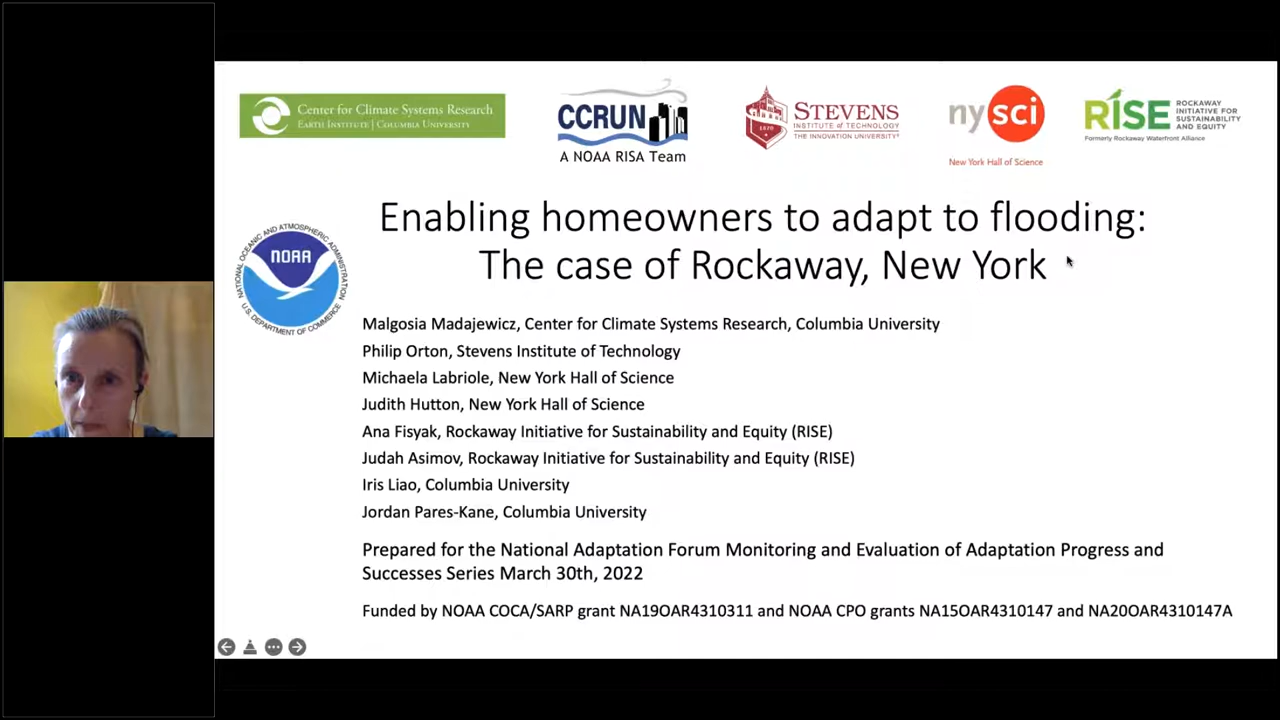 Center for Climate Systems Research
EARTH INSTITUTE | COLUMBIA UNIVERSITY
CCRUN
A NOAA RISA Team
STEVENS
INSTITUTE of TECHNOLOGY
THE INNOVATION UNIVERSITY®
1870
nysci
New York Hall of Science
RISE
ROCKAWAY
INITIATIVE FOR
SUSTAINABILITY
AND EQUITY
Formerly Rockaway Waterfront Alliance
NATIONAL OCEANIC AND ATMOSPHERIC ADMINISTRATION
NOAA
U.S. DEPARTMENT OF COMMERCE
Enabling homeowners to adapt to flooding:
The case of Rockaway, New York
Malgosia Madajewicz, Center for Climate Systems Research, Columbia University
Philip Orton, Stevens Institute of Technology
Michaela Labriole, New York Hall of Science
Judith Hutton, New York Hall of Science
Ana Fisyak, Rockaway Initiative for Sustainability and Equity (RISE)
Judah Asimov, Rockaway Initiative for Sustainability and Equity (RISE)
Iris Liao, Columbia University
Jordan Pares-Kane, Columbia University
Prepared for the National Adaptation Forum Monitoring and Evaluation of Adaptation Progress and
Successes Series March 30th, 2022
Funded by NOAA COCA/SARP grant NA19OAR4310311 and NOAA CPO grants NA15OAR4310147 and NA20OAR4310147A